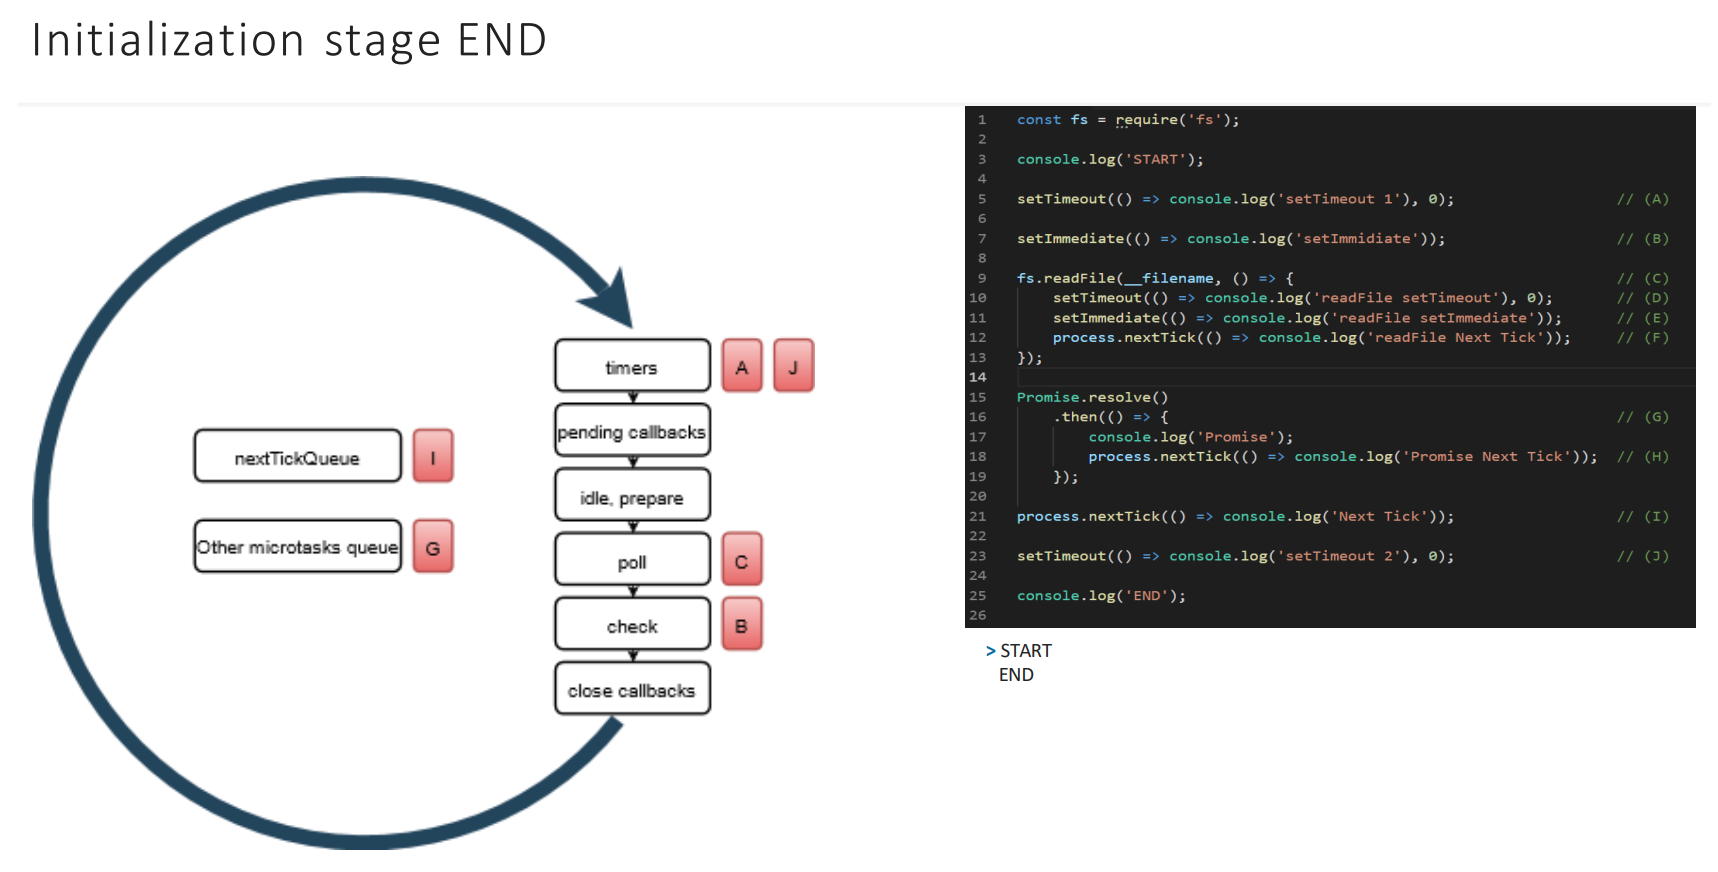 Initialization stage END
timers
A
J
pending callbacks
idle, prepare
poll
C
check
B
close callbacks
nextTickQueue
I
Other microtasks queue
G
1 const fs = require('fs');
2
3 console.log('START');
4
5 setTimeout(() => console.log('setTimeout 1'), 0); // (A)
6
7 setImmediate(() => console.log('setImmidiate')); // (B)
8
9 fs.readFile(__filename, () => { // (C)
10 setTimeout(() => console.log('readFile setTimeout'), 0); // (D)
11 setImmediate(() => console.log('readFile setImmediate')); // (E)
12 process.nextTick(() => console.log('readFile Next Tick')); // (F)
13 });
14
15 Promise.resolve()
16 .then(() => { // (G)
17 console.log('Promise');
18 process.nextTick(() => console.log('Promise Next Tick')); // (H)
19 });
20
21 process.nextTick(() => console.log('Next Tick')); // (I)
22
23 setTimeout(() => console.log('setTimeout 2'), 0); // (J)
24
25 console.log('END');
26
> START
END